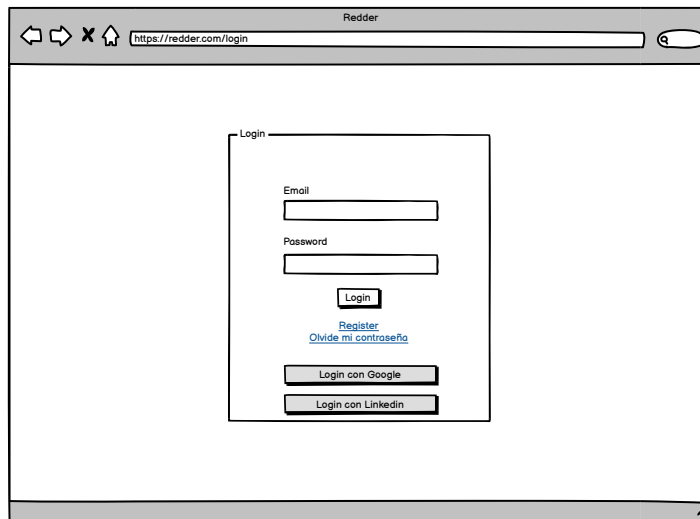 Redder
https://redder.com/login
Login
Email
Password
Login
Register
Olvide mi contraseña
Login con Google
Login con Linkedin